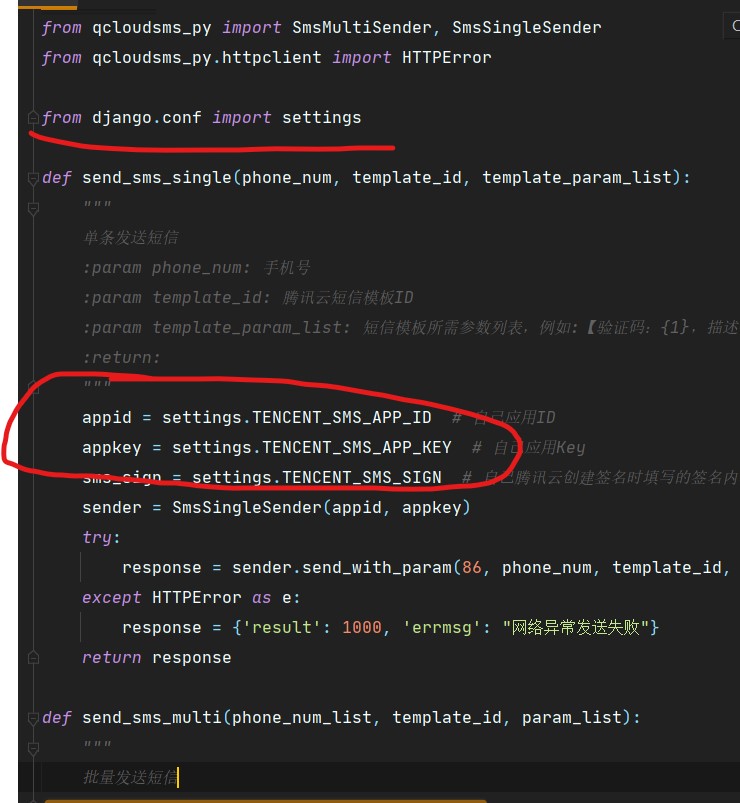 from qcloudsms_py import SmsMultiSender, SmsSingleSender
from qcloudsms_py.httpclient import HTTPError
from django.conf import settings
def send_sms_single(phone_num, template_id, template_param_list):
"""
单条发送短信
:param phone_num: 手机号
:param template_id: 腾讯云短信模板ID
:param template_param_list: 短信模板所需参数列表，例如:【验证码：{1}，描述
:return:
"""
appid = settings.TENCENT_SMS_APP_ID  # 自己应用ID
appkey = settings.TENCENT_SMS_APP_KEY  # 自己应用Key
sms_sign = settings.TENCENT_SMS_SIGN  # 自己腾讯云创建签名时填写的签名内
sender = SmsSingleSender(appid, appkey)
try:
response = sender.send_with_param(86, phone_num, template_id,
except HTTPError as e:
response = {'result': 1000, 'errmsg': "网络异常发送失败"}
return response
def send_sms_multi(phone_num_list, template_id, param_list):
"""
批量发送短信